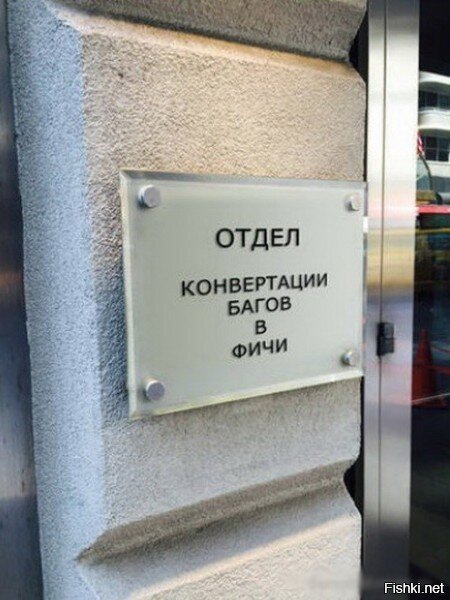 ОТДЕЛ
КОНВЕРТАЦИИ
БАГОВ
В
ФИЧИ
Fishki.net